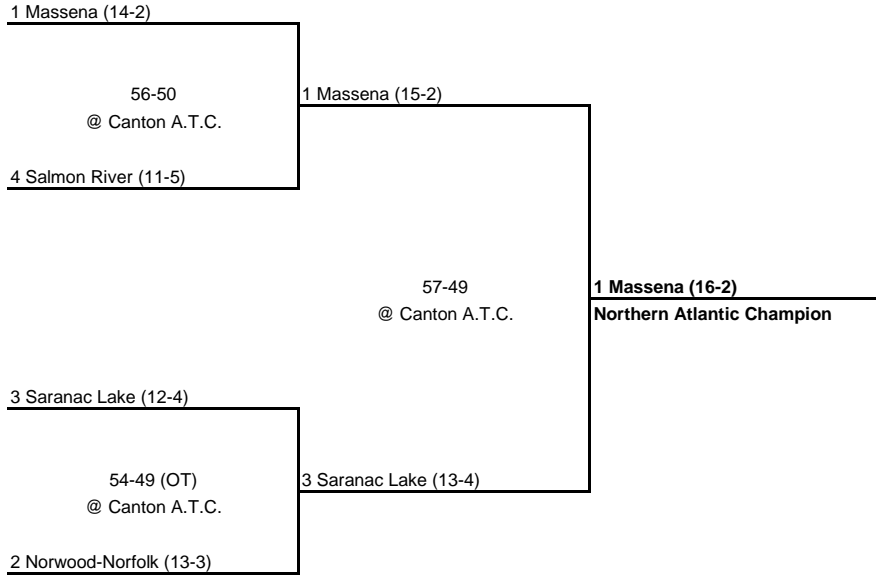 1 Massena (14-2)
56-50
@ Canton A.T.C.
1 Massena (15-2)
4 Salmon River (11-5)
57-49
@ Canton A.T.C.
1 Massena (16-2)
Northern Atlantic Champion
3 Saranac Lake (12-4)
54-49 (OT)
@ Canton A.T.C.
3 Saranac Lake (13-4)
2 Norwood-Norfolk (13-3)